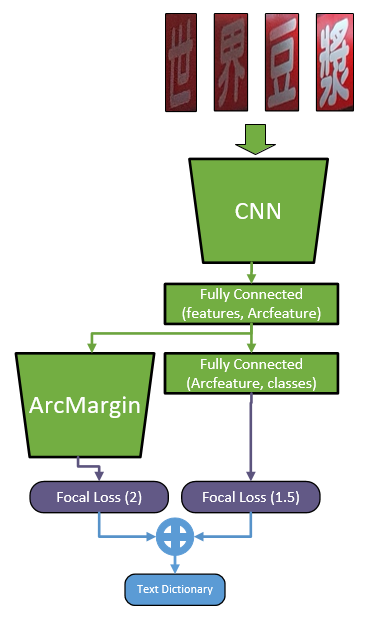 世界豆漿
CNN
Fully Connected
(features, Arcfeature)
Fully Connected
(Arcfeature, classes)
ArcMargin
Focal Loss (2)
Focal Loss (1.5)
Text Dictionary